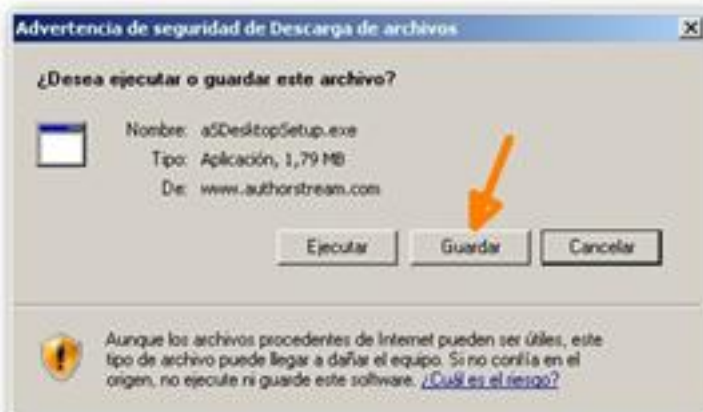 Advertencia de seguridad de Descarga de archivos
¿Desea ejecutar o guardar este archivo?
Nombre: aSDesktopSetup.exe
Tipo: Aplicación, 1,79 MB
De: www.authorstream.com
Ejecutar Guardar Cancelar
Aunque los archivos procedentes de Internet pueden ser útiles, este
tipo de archivo puede llegar a dañar el equipo. Si no confía en el
origen, no ejecute ni guarde este software. ¿Cuál es el riesgo?